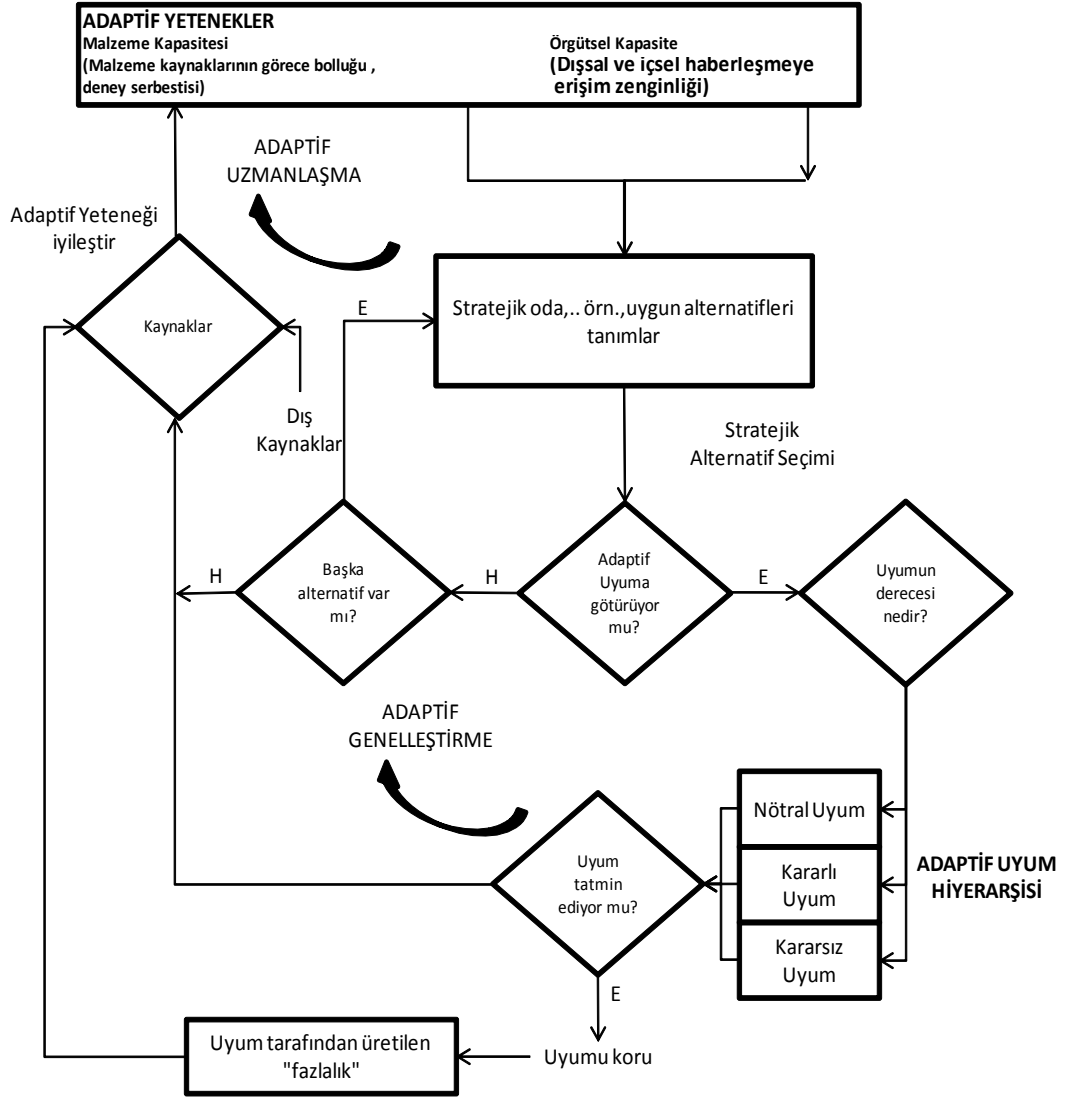 ADAPTİF YETENEKLER
Malzeme Kapasitesi
(Malzeme kaynaklarının görece bolluğu ,
deney serbestisi)
Örgütsel Kapasite
(Dışsal ve içsel haberleşmeye
erişim zenginliği)
ADAPTİF
UZMANLAŞMA
Adaptif Yeteneği
iyileştir
Kaynaklar
E
Stratejik oda,.. örn.,uygun alternatifleri
tanımlar
Dış
Kaynaklar
Stratejik
Alternatif Seçimi
H
Başka
alternatif var
mı?
H
Adaptif
Uyuma
götürüyor
mu?
E
Uyumun
derecesi
nedir?
ADAPTİF
GENELLEŞTİRME
Nötral Uyum
Kararlı
Uyum
Kararsız
Uyum
ADAPTİF UYUM
HİYERARŞİSİ
Uyum
tatmin
ediyor mu?
E
Uyum tarafından üretilen
"fazlalık"
Uyumu koru